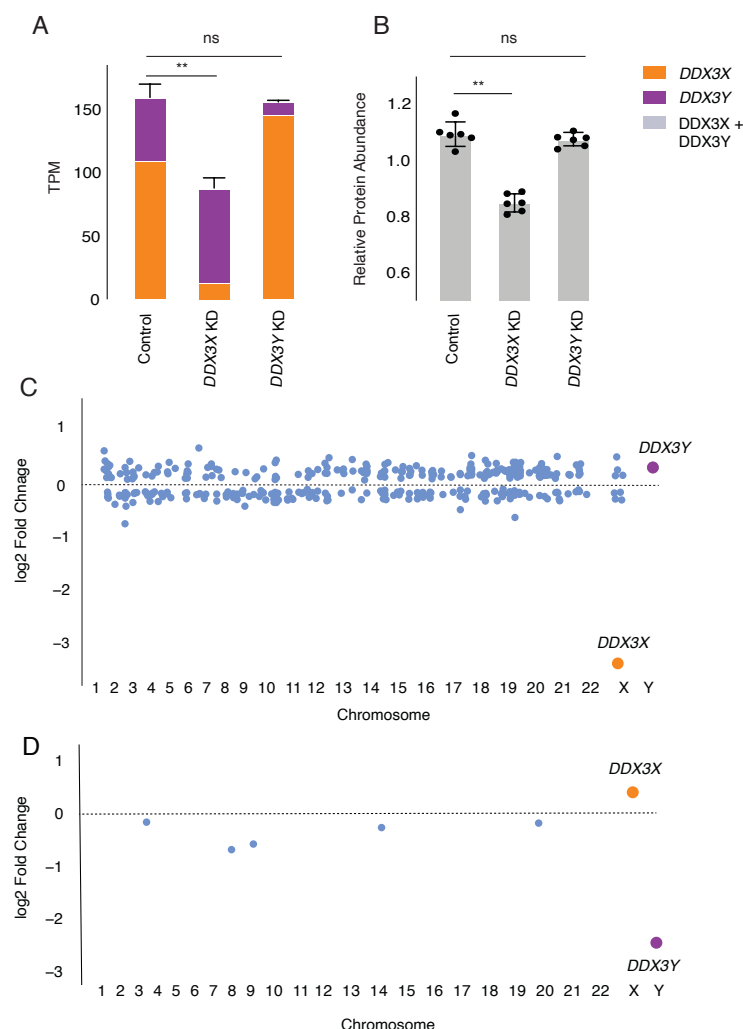 A
ns
**
150
100
50
0
TPM
Control
DDX3X KD
DDX3Y KD
B
ns
**
1.2
1.0
0.8
0.6
Relative Protein Abundance
Control
DDX3X KD
DDX3Y KD
DDX3X
DDX3Y
DDX3X +
DDX3Y
C
1
0
−1
−2
−3
log2 Fold Chnage
DDX3Y
DDX3X
1 2 3 4 5 6 7 8 9 10 11 12 13 14 15 16 17 18 19 20 21 22 X Y
Chromosome
D
1
0
−1
−2
−3
log2 Fold Change
DDX3X
DDX3Y
1 2 3 4 5 6 7 8 9 10 11 12 13 14 15 16 17 18 19 20 21 22 X Y
Chromosome